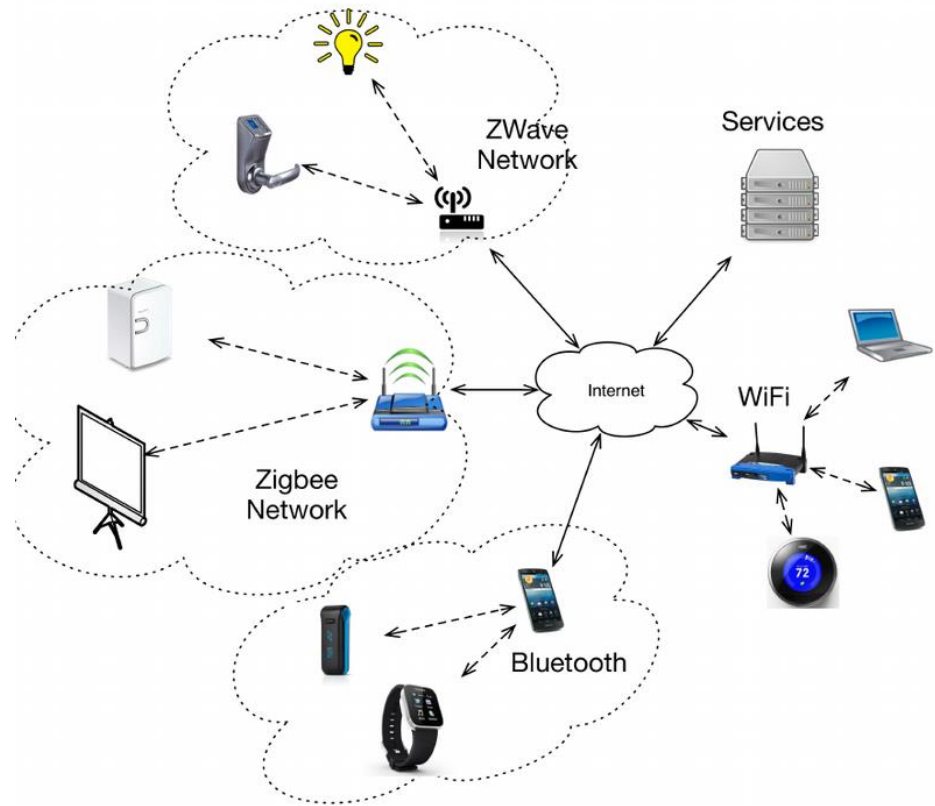 ZWave
Network
Services
Internet
WiFi
72
Zigbee
Network
Bluetooth